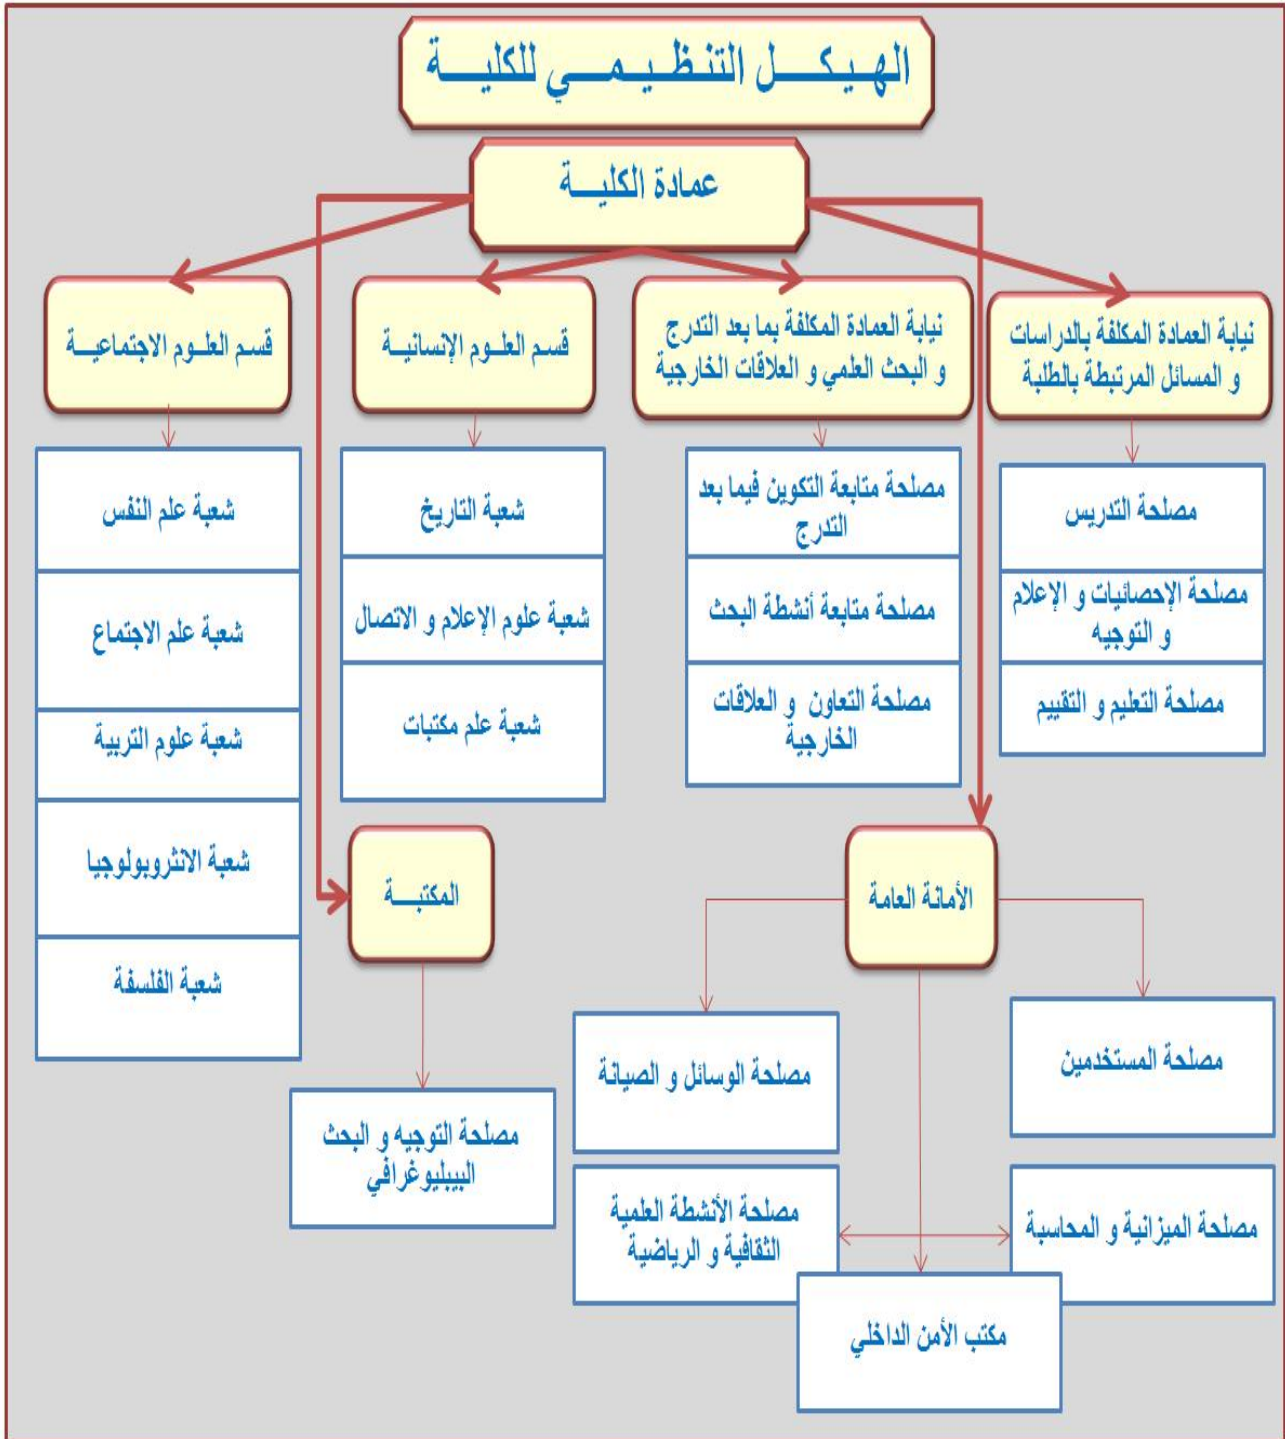 الهيكل التنظيمي للكلية
عمادة الكلية
نيابة العمادة المكلفة بالدراسات
و المسائل المرتبطة بالطلبة
نيابة العمادة المكلفة بما بعد التدرج
و البحث العلمي و العلاقات الخارجية
قسم العلوم الإنسانية
قسم العلوم الاجتماعية
مصلحة التدريس
مصلحة الإحصائيات و الإعلام
و التوجيه
مصلحة التعليم و التقييم
مصلحة متابعة التكوين فيما بعد
التدرج
مصلحة متابعة أنشطة البحث
مصلحة التعاون و العلاقات
الخارجية
شعبة التاريخ
شعبة علوم الإعلام و الاتصال
شعبة علم مكتبات
شعبة علم النفس
شعبة علم الاجتماع
شعبة علوم التربية
شعبة الانثروبولوجيا
شعبة الفلسفة
الأمانة العامة
المكتبة
مصلحة المستخدمين
مصلحة الوسائل و الصيانة
مصلحة الميزانية و المحاسبة
مصلحة الأنشطة العلمية
الثقافية و الرياضية
مكتب الأمن الداخلي
مصلحة التوجيه و البحث
البيبليوغرافي